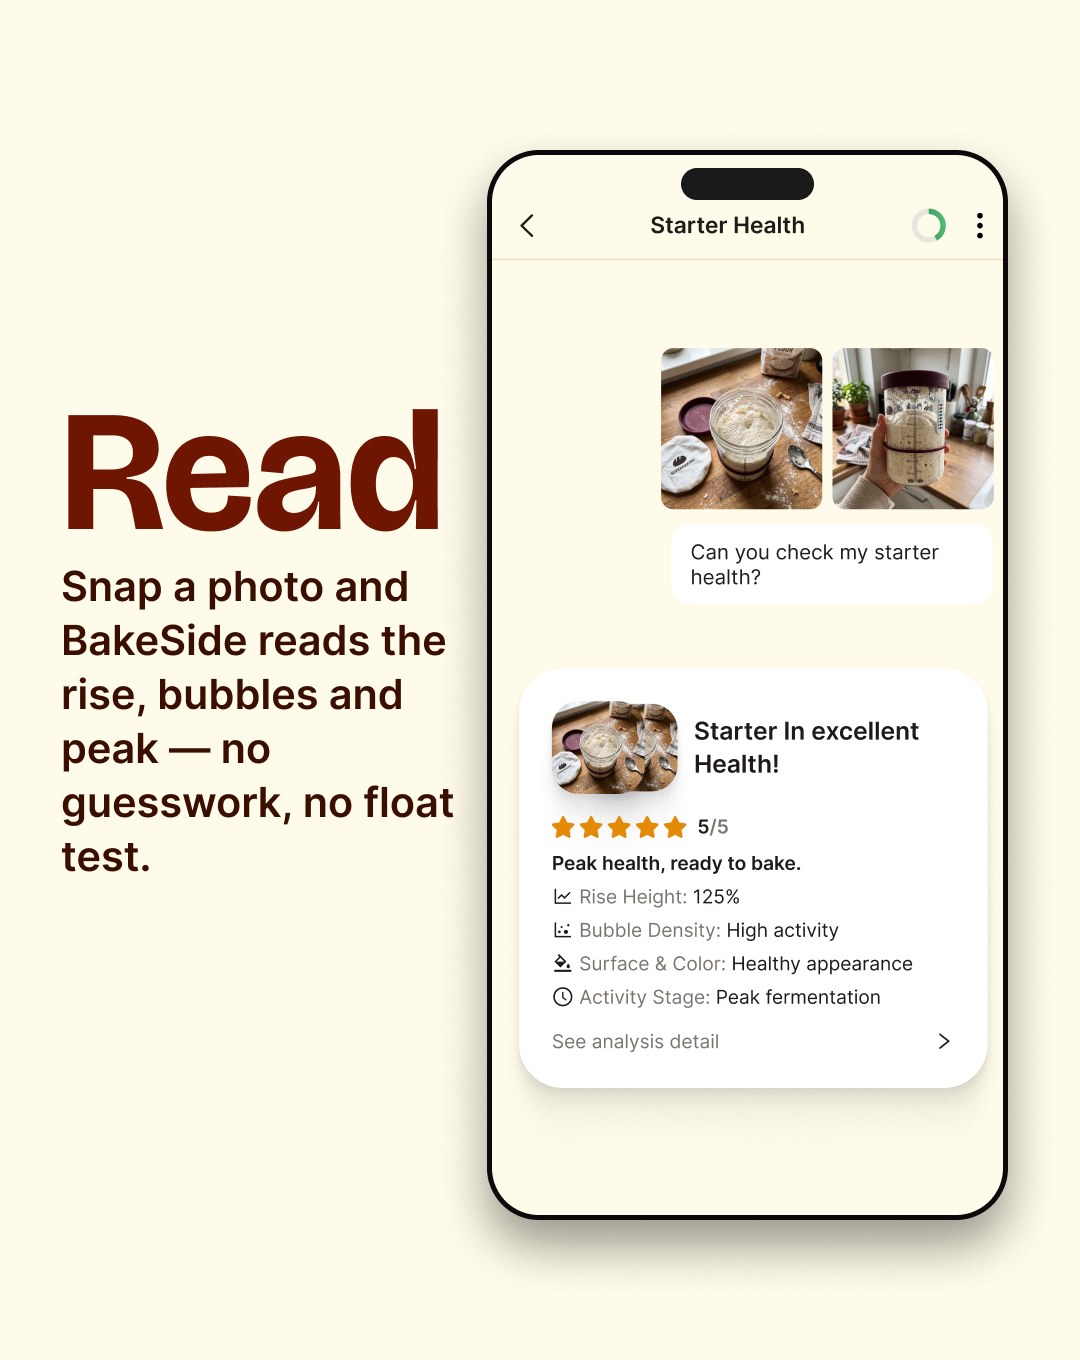 Read
Snap a photo and
BakeSide reads the
rise, bubbles and
peak — no
guesswork, no float
test.
Starter Health
Can you check my starter
health?
Starter In excellent
Health!
5/5
Peak health, ready to bake.
Rise Height: 125%
Bubble Density: High activity
Surface & Color: Healthy appearance
Activity Stage: Peak fermentation
See analysis detail